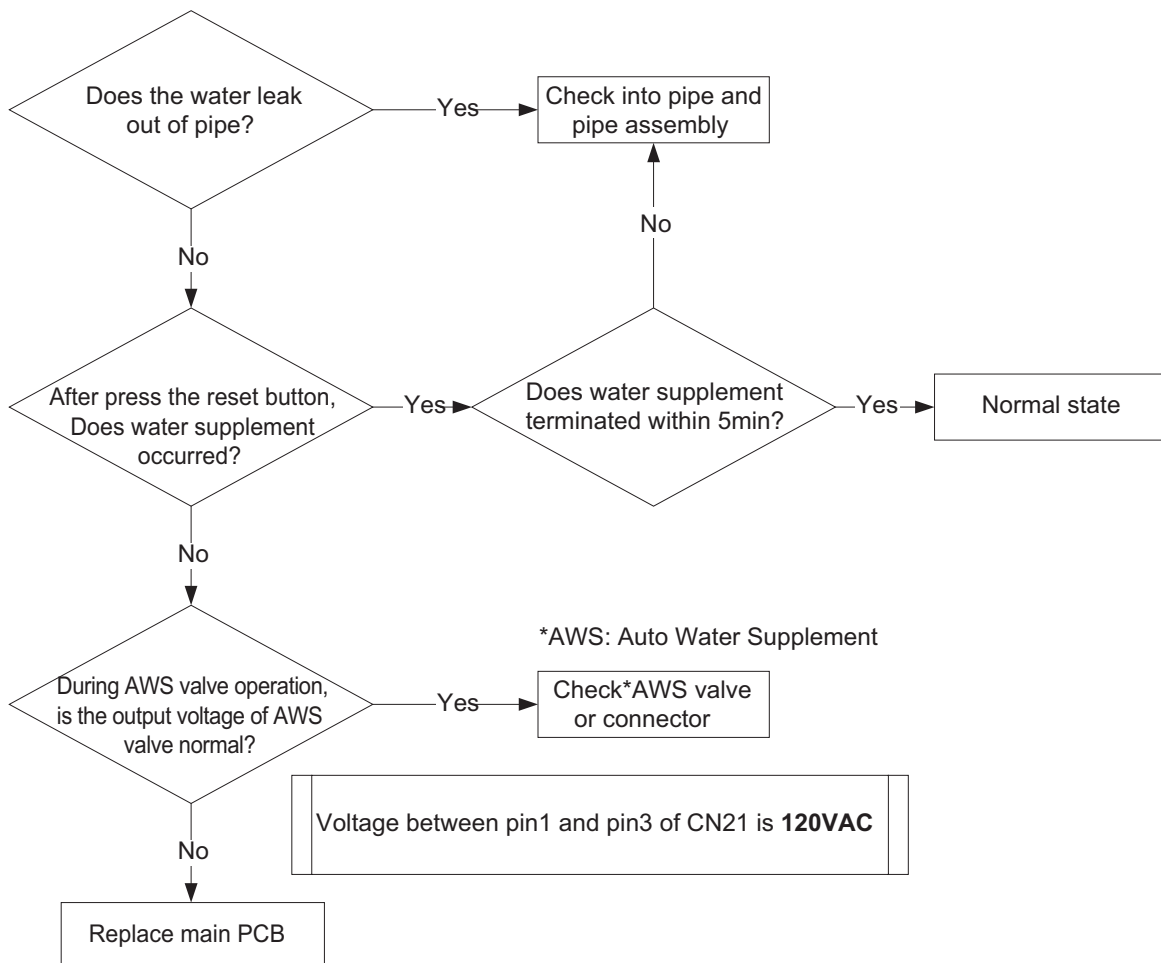 Does the water leak
out of pipe?
Yes
Check into pipe and
pipe assembly
No
No
After press the reset button,
Does water supplement
occurred?
Yes
Does water supplement
terminated within 5min?
Yes
Normal state
No
*AWS: Auto Water Supplement
During AWS valve operation,
is the output voltage of AWS
valve normal?
Yes
Check*AWS valve
or connector
Voltage between pin1 and pin3 of CN21 is 120VAC
No
Replace main PCB